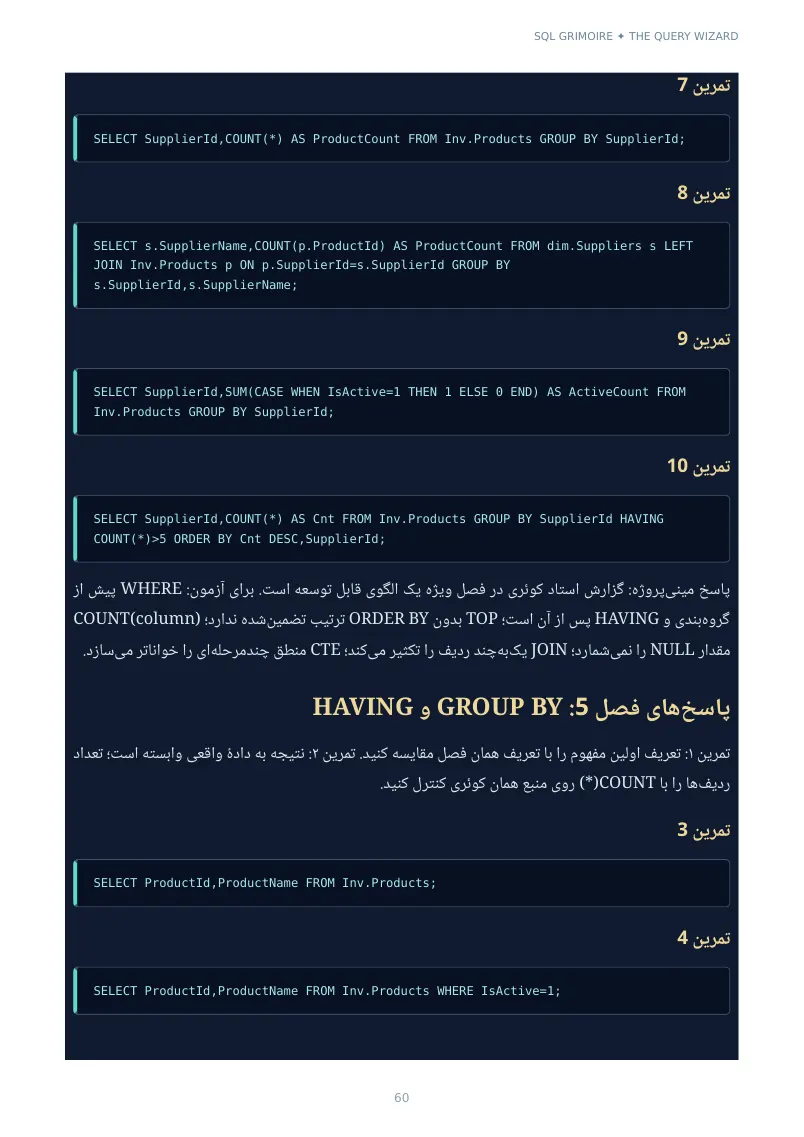 SQL GRIMOIRE ✦ THE QUERY WIZARD
تمرین 7
SELECT SupplierId,COUNT(*) AS ProductCount FROM Inv.Products GROUP BY SupplierId;
تمرین 8
SELECT s.SupplierName,COUNT(p.ProductId) AS ProductCount FROM dim.Suppliers s LEFT
JOIN Inv.Products p ON p.SupplierId=s.SupplierId GROUP BY
s.SupplierId,s.SupplierName;
تمرین 9
SELECT SupplierId,SUM(CASE WHEN IsActive=1 THEN 1 ELSE 0 END) AS ActiveCount FROM
Inv.Products GROUP BY SupplierId;
تمرین 10
SELECT SupplierId,COUNT(*) AS Cnt FROM Inv.Products GROUP BY SupplierId HAVING
COUNT(*)>5 ORDER BY Cnt DESC,SupplierId;
پاسخ مینی‌پروژه: گزارش استاد کوئری در فصل ویژه یک الگوی قابل توسعه است. برای آزمون: WHERE پیش از
گروه‌بندی و HAVING پس از آن است؛ TOP بدون ORDER BY ترتیب تضمین‌شده ندارد؛ COUNT(column)
مقدار NULL را نمی‌شمارد؛ JOIN یک‌به‌چند ردیف را تکثیر می‌کند؛ CTE منطق چندمرحله‌ای را خواناتر می‌سازد.
پاسخ‌های فصل 5: GROUP BY و HAVING
تمرین ۱: تعریف اولین مفهوم را با تعریف همان فصل مقایسه کنید. تمرین ۲: نتیجه به دادهٔ واقعی وابسته است؛ تعداد
ردیف‌ها را با COUNT(*) روی منبع همان کوئری کنترل کنید.
تمرین 3
SELECT ProductId,ProductName FROM Inv.Products;
تمرین 4
SELECT ProductId,ProductName FROM Inv.Products WHERE IsActive=1;
60